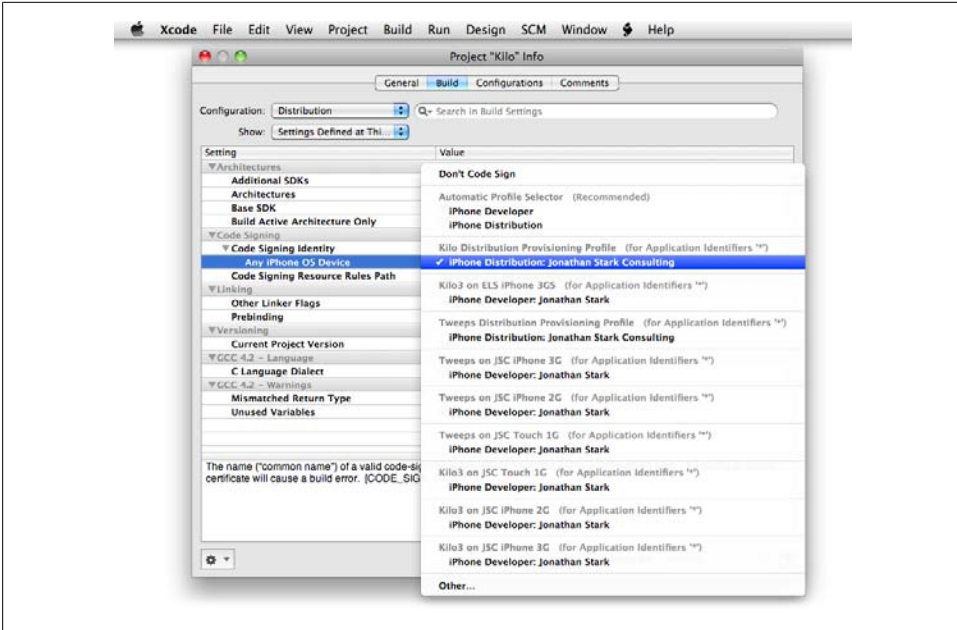 Xcode File Edit View Project Build Run Design SCM Window Help
Project "Kilo" Info
General Build Configurations Comments
Configuration: Distribution
Search in Build Settings
Show: Settings Defined at Thi...
Setting Value
Architectures
Additional SDKs
Architectures
Base SDK
Build Active Architecture Only
Code Signing
Code Signing Identity
Any iPhone OS Device
Code Signing Resource Rules Path
Linking
Other Linker Flags
Prebinding
Versioning
Current Project Version
GCC 4.2 - Language
C Language Dialect
GCC 4.2 - Warnings
Mismatched Return Type
Unused Variables
The name ("common name") of a valid code-sig
certificate will cause a build error. [CODE_SIG
Don't Code Sign
Automatic Profile Selector (Recommended)
iPhone Developer
iPhone Distribution
Kilo Distribution Provisioning Profile (for Application Identifiers '*')
✓ iPhone Distribution: Jonathan Stark Consulting
Kilo3 on ELS iPhone 3GS (for Application Identifiers '*')
iPhone Developer: Jonathan Stark
Tweeps Distribution Provisioning Profile (for Application Identifiers '*')
iPhone Distribution: Jonathan Stark Consulting
Tweeps on JSC iPhone 3G (for Application Identifiers '*')
iPhone Developer: Jonathan Stark
Tweeps on JSC iPhone 2G (for Application Identifiers '*')
iPhone Developer: Jonathan Stark
Tweeps on JSC Touch 1G (for Application Identifiers '*')
iPhone Developer: Jonathan Stark
Kilo3 on JSC Touch 1G (for Application Identifiers '*')
iPhone Developer: Jonathan Stark
Kilo3 on JSC iPhone 2G (for Application Identifiers '*')
iPhone Developer: Jonathan Stark
Kilo3 on JSC iPhone 3G (for Application Identifiers '*')
iPhone Developer: Jonathan Stark
Other...